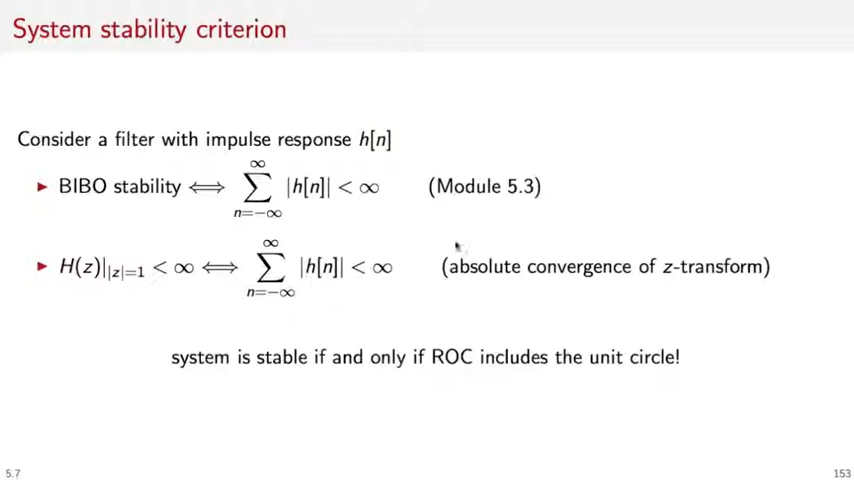 System stability criterion
Consider a filter with impulse response h[n]
▶ BIBO stability ⟺ ∑_{n=−∞}^{∞} |h[n]| < ∞ (Module 5.3)
▶ H(z)|_{|z|=1} < ∞ ⟺ ∑_{n=−∞}^{∞} |h[n]| < ∞ (absolute convergence of z-transform)
system is stable if and only if ROC includes the unit circle!
5.7 153